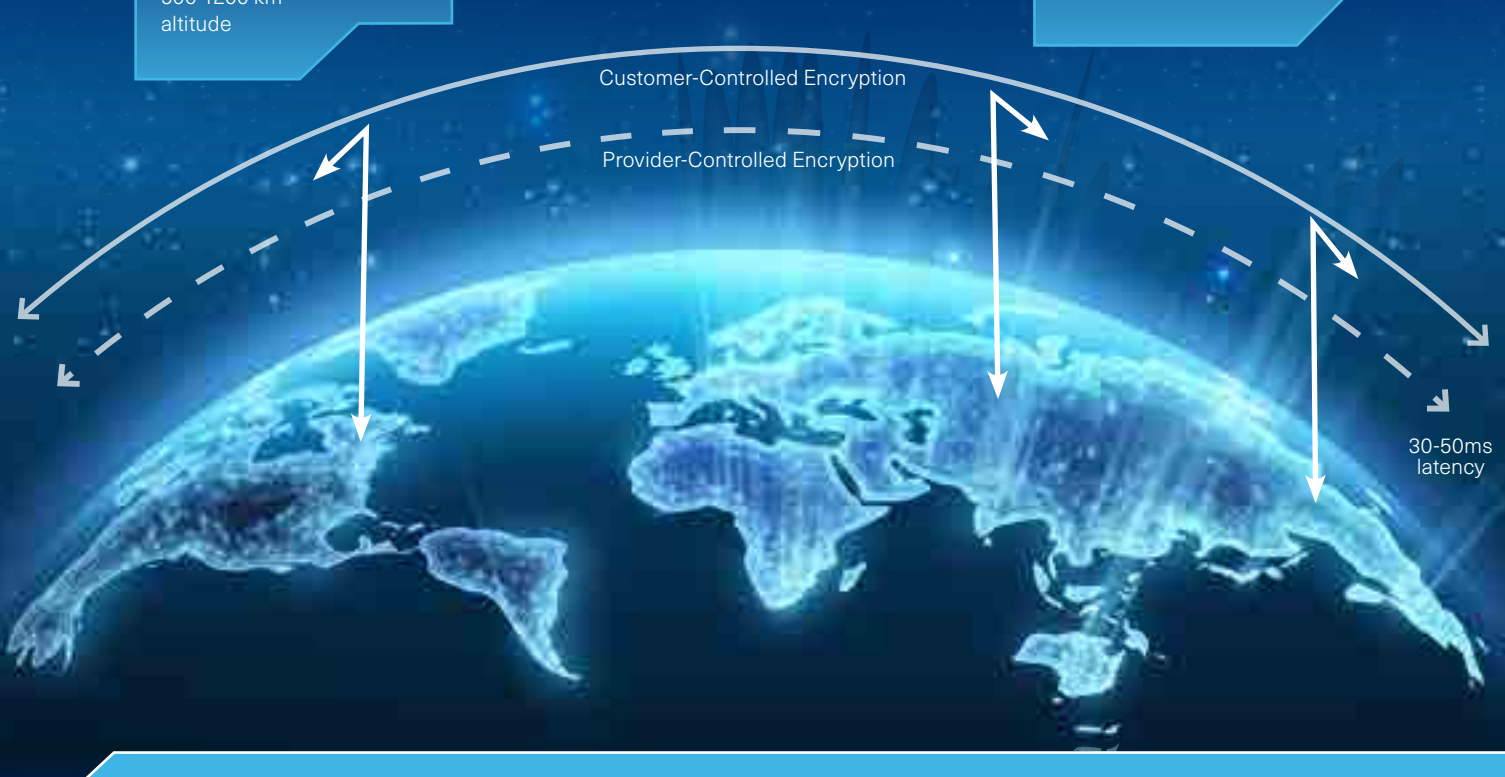 altitude
Customer-Controlled Encryption
Provider-Controlled Encryption
30-50ms
latency